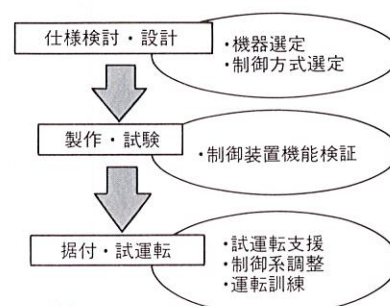 仕様検討・設計
・機器選定
・制御方式選定
製作・試験
・制御装置機能検証
据付・試運転
・試運転支援
・制御系調整
・運転訓練